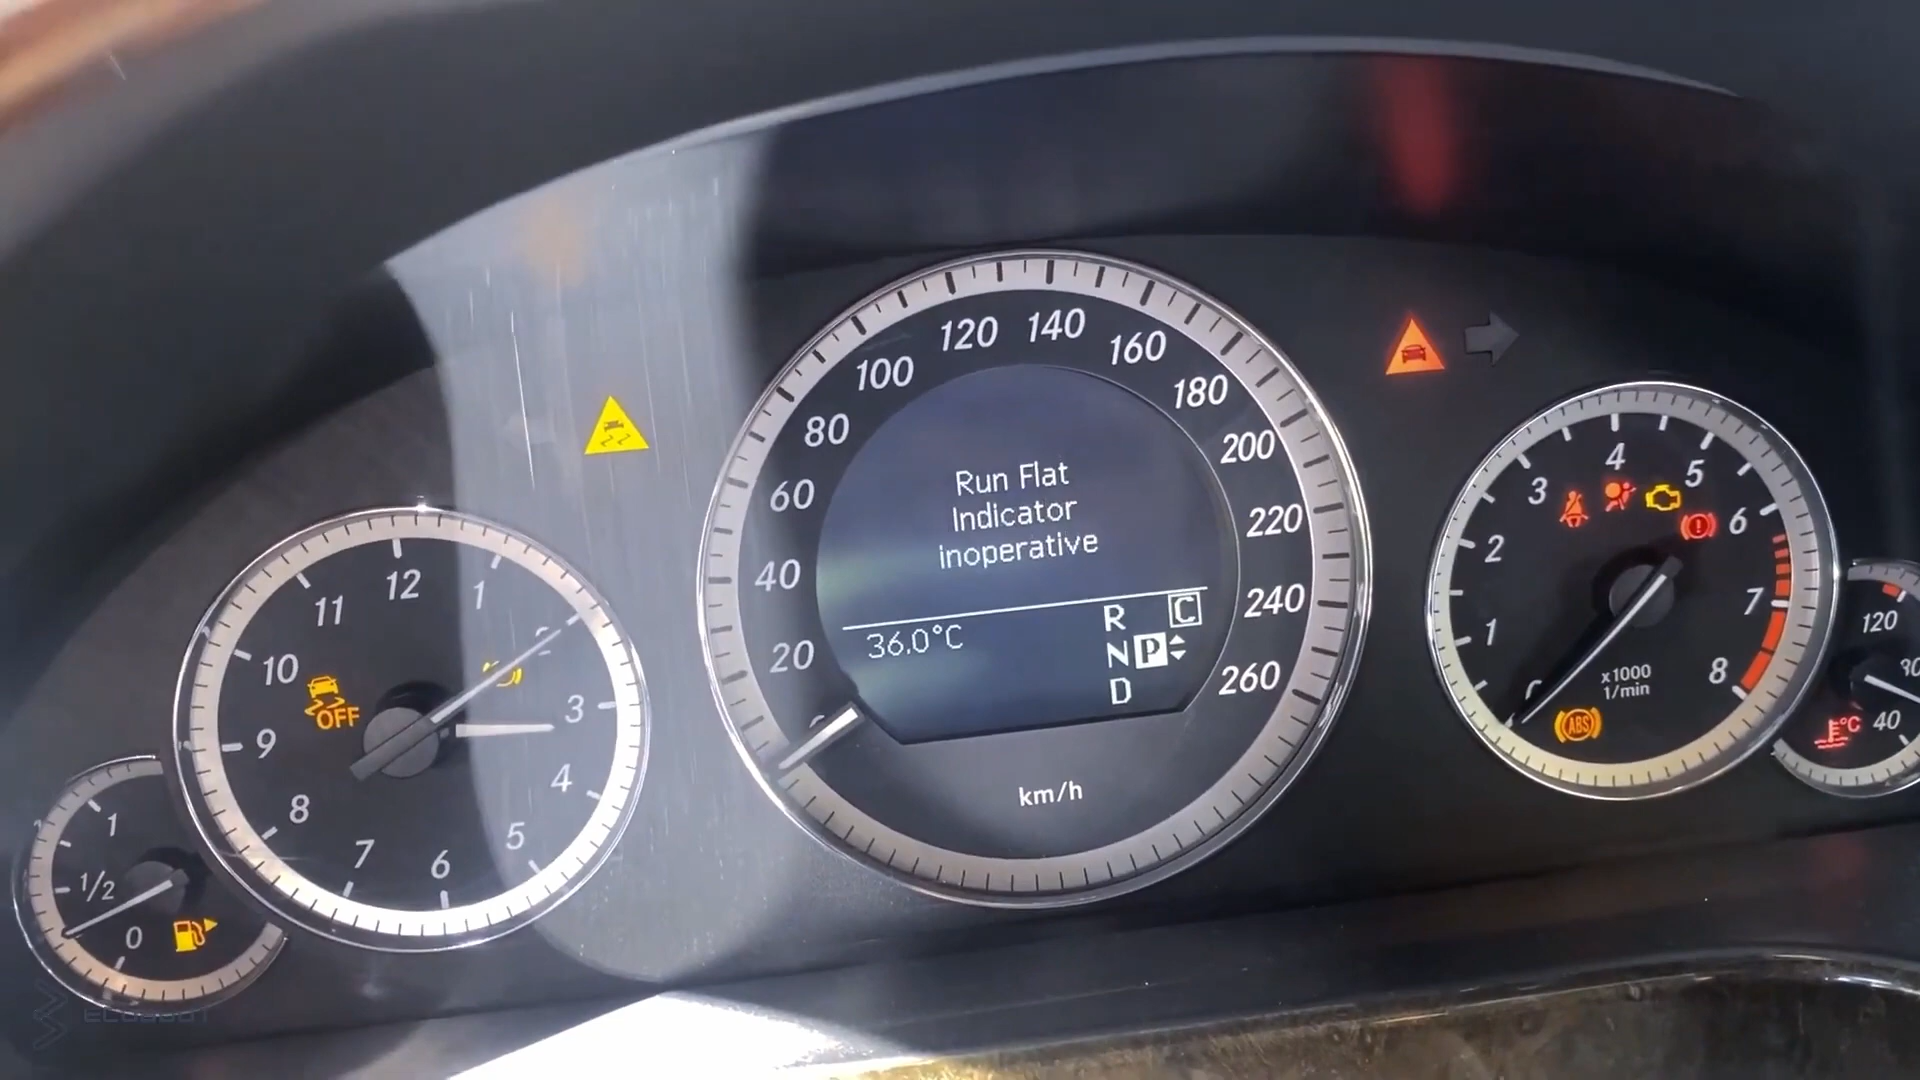 Run Flat
Indicator
inoperative
36.0°C
R
C
N P
D
20
40
60
80
100
120
140
160
180
200
220
240
260
km/h
12
1
3
4
5
6
7
8
9
10
11
OFF
1
1/2
0
1
2
3
4
5
6
7
8
x1000
1/min
ABS
120
40
°C